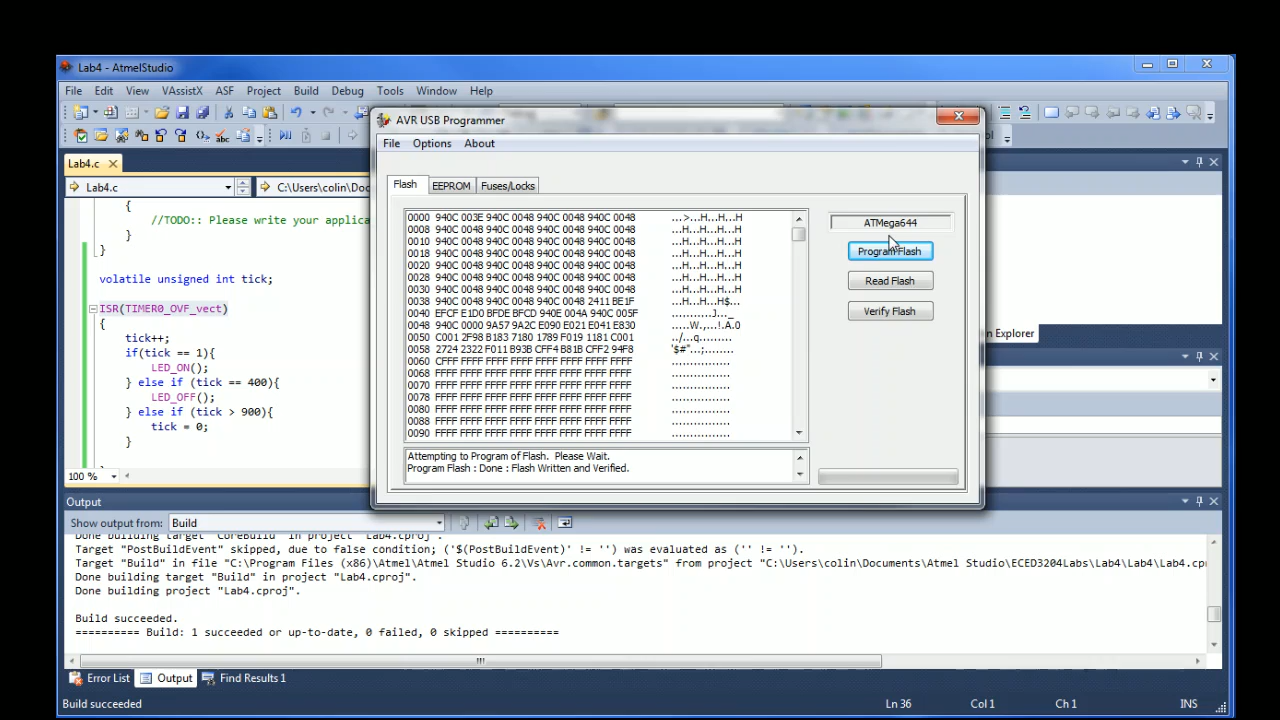 Lab4 - AtmelStudio
File Edit View VAssistX ASF Project Build Debug Tools Window Help
AVR USB Programmer
File Options About
Lab4.c
Lab4.c
C:\Users\colin\Doc
Flash EEPROM Fuses/Locks
{
//TODO:: Please write your applica
}
}
volatile unsigned int tick;
ISR(TIMER0_OVF_vect)
{
tick++;
if(tick == 1){
LED_ON();
} else if (tick == 400){
LED_OFF();
} else if (tick > 900){
tick = 0;
}
100 %
0000 940C 003E 940C 0048 940C 0048 940C 0048 ...>...H...H...H
0008 940C 0048 940C 0048 940C 0048 940C 0048 ...H...H...H...H
0010 940C 0048 940C 0048 940C 0048 940C 0048 ...H...H...H...H
0018 940C 0048 940C 0048 940C 0048 940C 0048 ...H...H...H...H
0020 940C 0048 940C 0048 940C 0048 940C 0048 ...H...H...H...H
0028 940C 0048 940C 0048 940C 0048 940C 0048 ...H...H...H...H
0030 940C 0048 940C 0048 940C 0048 940C 0048 ...H...H...H...H
0038 940C 0048 940C 0048 940C 0048 2411 BE1F ...H...H...H$...
0040 EFCF E1D0 BFDE BFCD 940E 004A 940C 005F ...........J..._
0048 940C 0000 9A57 9A2C E090 E021 E041 E830 .....W.,...!.A.0
0050 C001 2F98 B183 7180 1789 F019 1181 C001 ../...q.........
0058 2724 2322 F011 B93B CFF4 B81B CFF2 94F8 '$#"...;........
0060 FFFF FFFF FFFF FFFF FFFF FFFF FFFF FFFF ................
0068 FFFF FFFF FFFF FFFF FFFF FFFF FFFF FFFF ................
0070 FFFF FFFF FFFF FFFF FFFF FFFF FFFF FFFF ................
0078 FFFF FFFF FFFF FFFF FFFF FFFF FFFF FFFF ................
0080 FFFF FFFF FFFF FFFF FFFF FFFF FFFF FFFF ................
0088 FFFF FFFF FFFF FFFF FFFF FFFF FFFF FFFF ................
0090 FFFF FFFF FFFF FFFF FFFF FFFF FFFF FFFF ................
ATMega644
Program Flash
Read Flash
Verify Flash
Attempting to Program of Flash. Please Wait.
Program Flash : Done : Flash Written and Verified.
n Explorer
Output
Show output from: Build
Done building target "CoreBuild" in project "Lab4.cproj".
Target "PostBuildEvent" skipped, due to false condition; ('$(PostBuildEvent)' != '') was evaluated as ('' != '').
Target "Build" in file "C:\Program Files (x86)\Atmel\Atmel Studio 6.2\Vs\Avr.common.targets" from project "C:\Users\colin\Documents\Atmel Studio\ECED3204Labs\Lab4\Lab4\Lab4.cp
Done building target "Build" in project "Lab4.cproj".
Done building project "Lab4.cproj".
Build succeeded.
========== Build: 1 succeeded or up-to-date, 0 failed, 0 skipped ==========
Error List Output Find Results 1
Build succeeded Ln 36 Col 1 Ch 1 INS